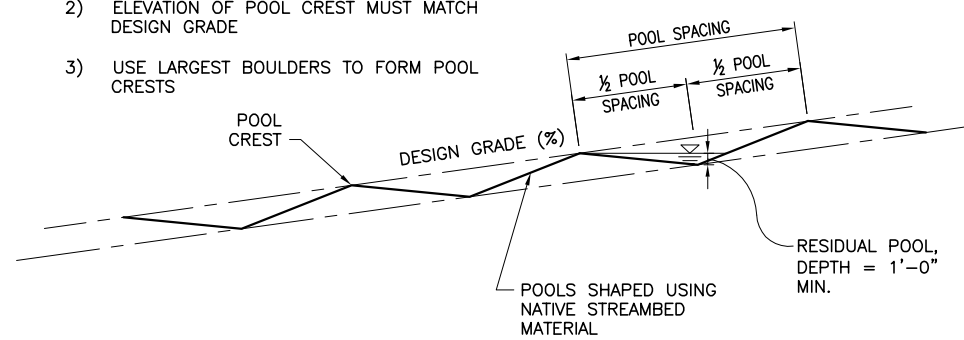 2) ELEVATION OF POOL CREST MUST MATCH
DESIGN GRADE
3) USE LARGEST BOULDERS TO FORM POOL
CRESTS
POOL SPACING
½ POOL
SPACING
½ POOL
SPACING
POOL
CREST
DESIGN GRADE (%)
RESIDUAL POOL,
DEPTH = 1'-0"
MIN.
POOLS SHAPED USING
NATIVE STREAMBED
MATERIAL